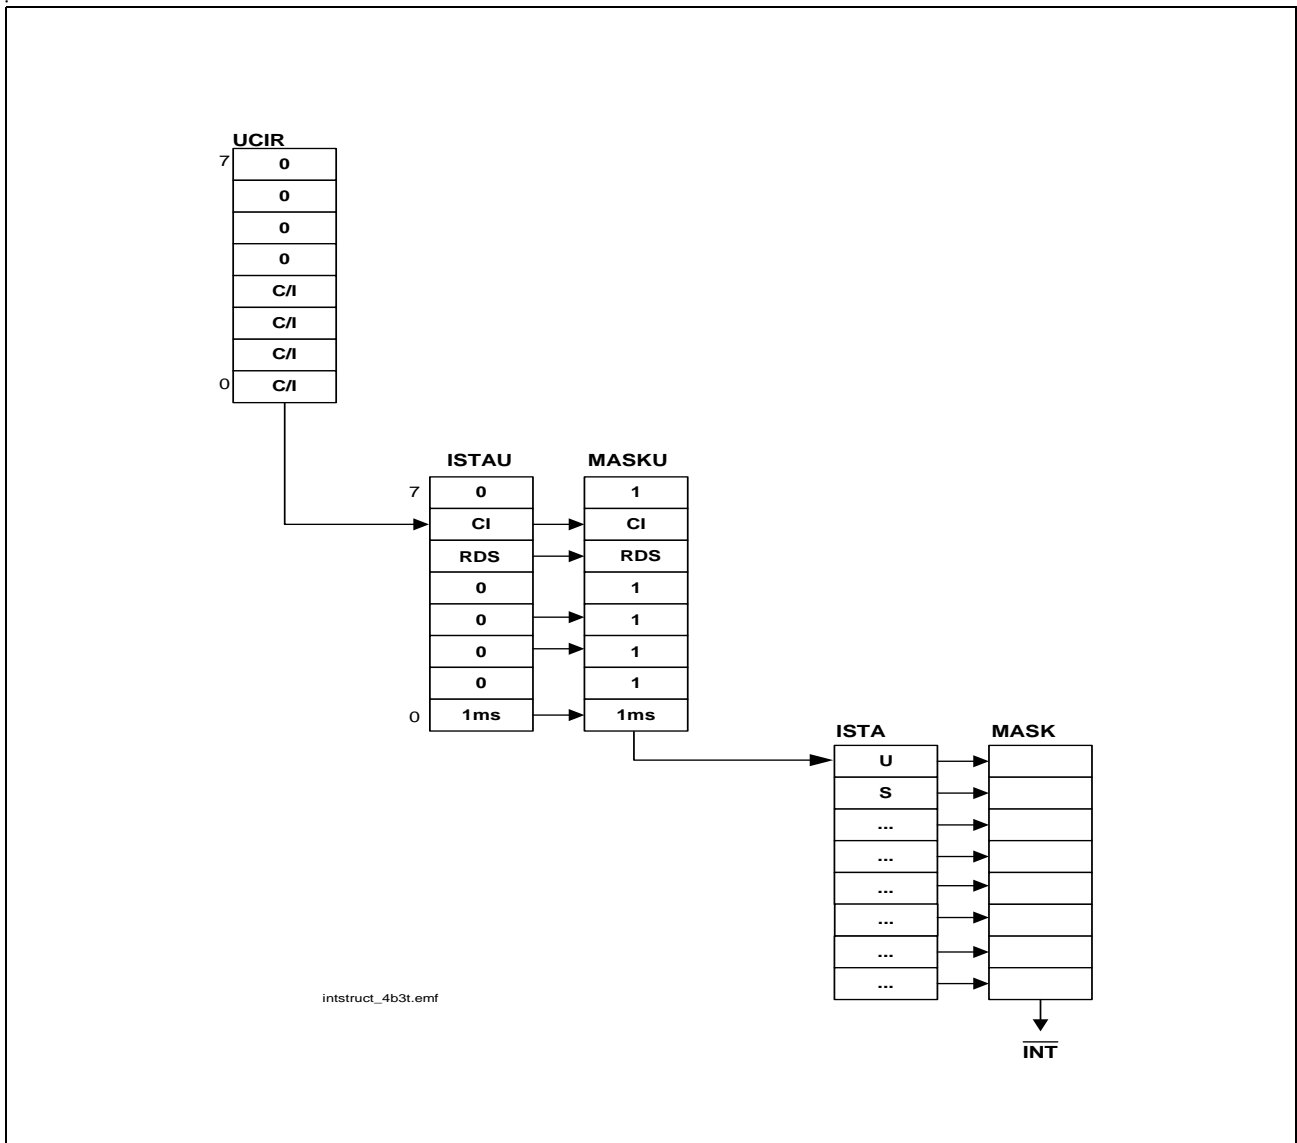 UCIR
7 0
0
0
0
C/I
C/I
C/I
0 C/I
ISTAU MASKU
7 0 1
CI CI
RDS RDS
0 1
0 1
0 1
0 1
0 1ms 1ms
ISTA MASK
U
S
...
...
...
...
...
...
intstruct_4b3t.emf
INT